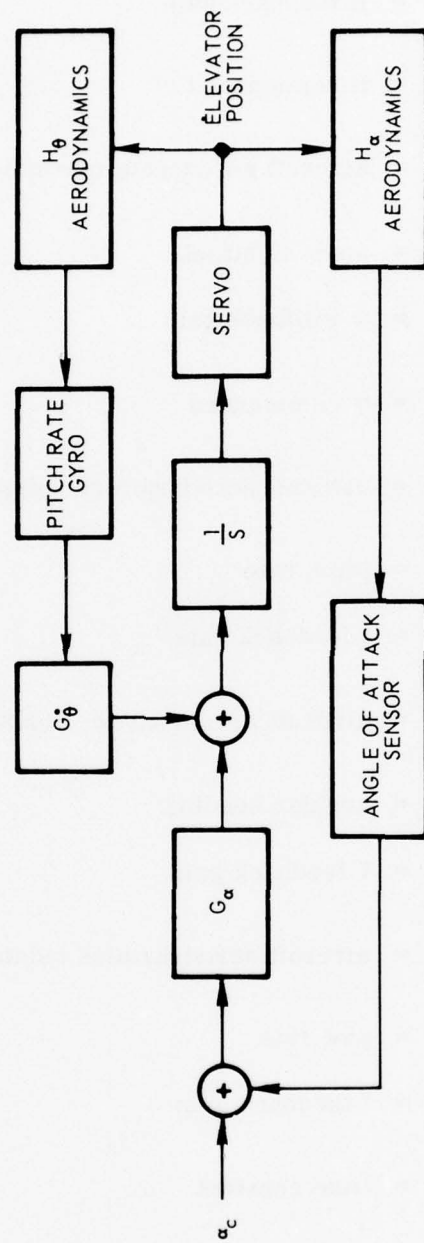 H_θ
AERODYNAMICS
PITCH RATE
GYRO
G_θ̇
ELEVATOR
POSITION
α_C
+
G_α
+
1/S
SERVO
H_α
AERODYNAMICS
ANGLE OF ATTACK
SENSOR